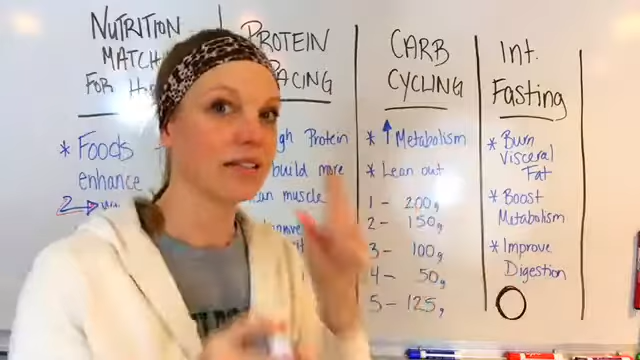 NUTRITION
MATCH
FOR
* Foods
enhance
2 →
PROTEIN
Protein
build more
muscle
CARB
CYCLING
* ↑ Metabolism
* Lean out
1 - 200g
2 - 150g
3 - 100g
4 - 50g
5 - 125g
Int.
Fasting
* Burn
Visceral
Fat
* Boost
Metabolism
* Improve
Digestion